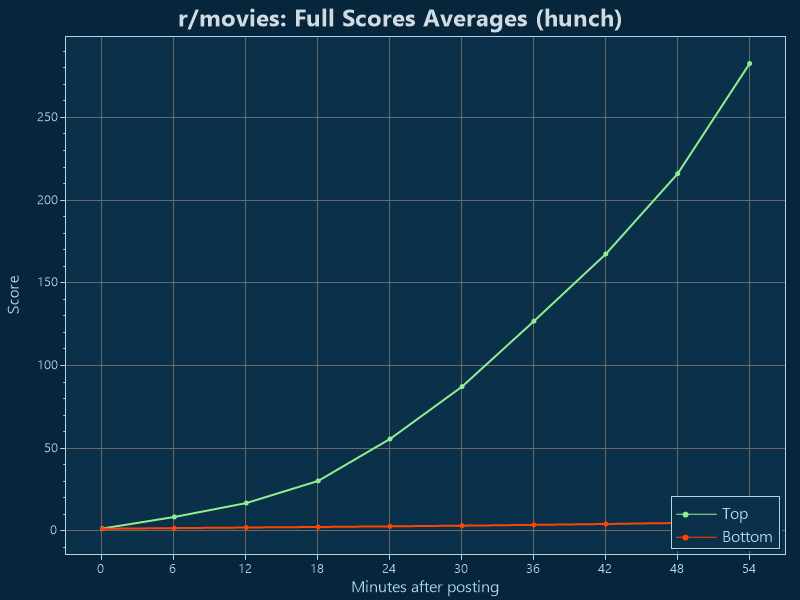 r/movies: Full Scores Averages (hunch)
250
200
150
100
50
0
Score
0 6 12 18 24 30 36 42 48 54
Minutes after posting
Top
Bottom